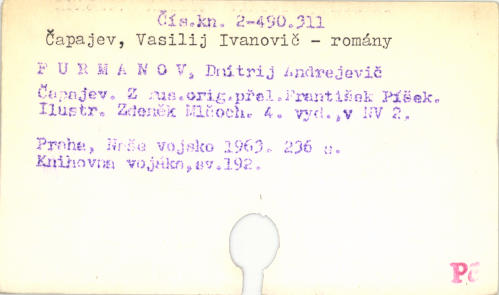 Čís.kn. 2-490.311
Čapajev, Vasilij Ivanovič - romány
F U R M A N O V, Dmitrij Andrejevič
Čapajev. Z rus.orig.přel.František Píšek.
Ilustr. Zdeněk Mlčoch. 4. vyd.,v NV 2.
Praha, Naše vojsko 1963. 236 s.
Knihovna vojáka,sv.192.